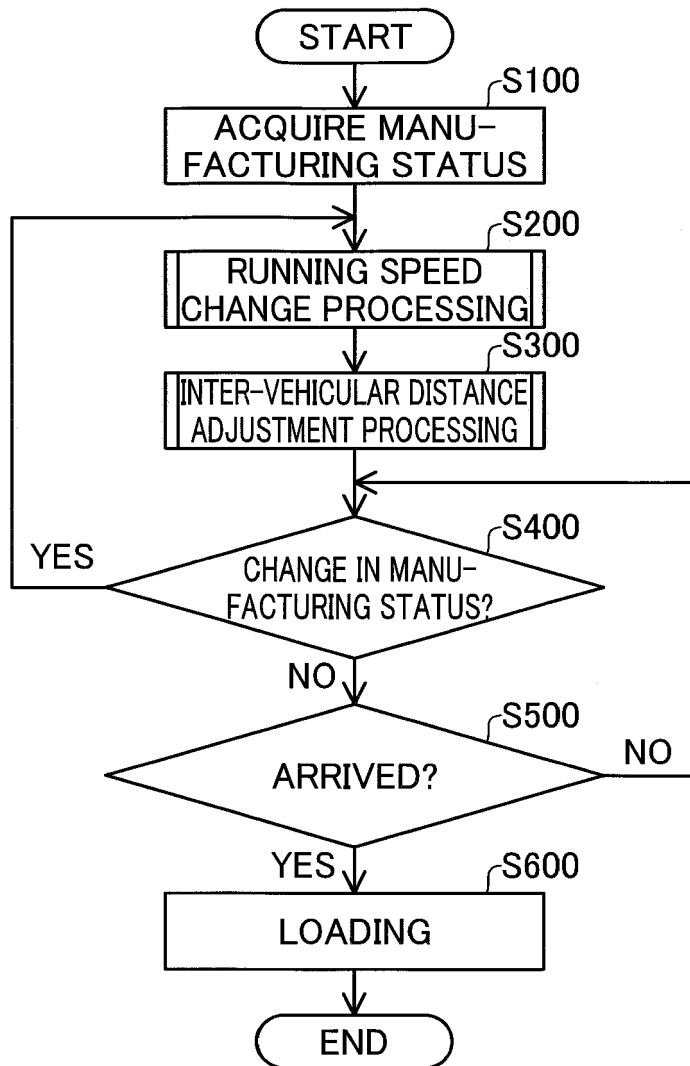 START
S100
ACQUIRE MANU-
FACTURING STATUS
S200
RUNNING SPEED
CHANGE PROCESSING
S300
INTER-VEHICULAR DISTANCE
ADJUSTMENT PROCESSING
S400
YES
CHANGE IN MANU-
FACTURING STATUS?
NO
S500
NO
ARRIVED?
YES
S600
LOADING
END